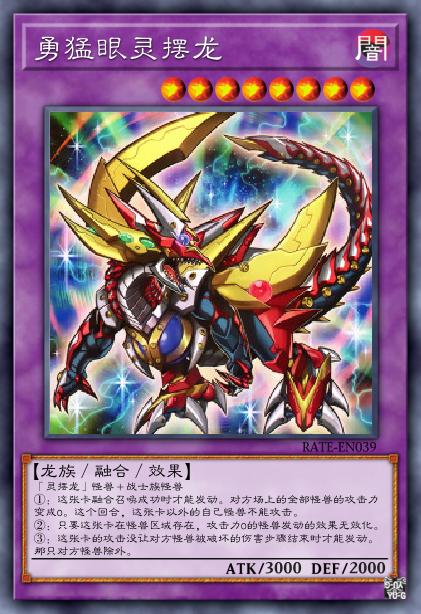 勇猛眼灵摆龙
闇
RATE-EN039
【龙族／融合／效果】
「灵摆龙」怪兽＋战士族怪兽
①：这张卡融合召唤成功时才能发动。对方场上的全部怪兽的攻击力
变成0。这个回合，这张卡以外的自己怪兽不能攻击。
②：只要这张卡在怪兽区域存在，攻击力0的怪兽发动的效果无效化。
③：这张卡的攻击没让对方怪兽被破坏的伤害步骤结束时才能发动。
那只对方怪兽除外。
ATK/3000 DEF/2000